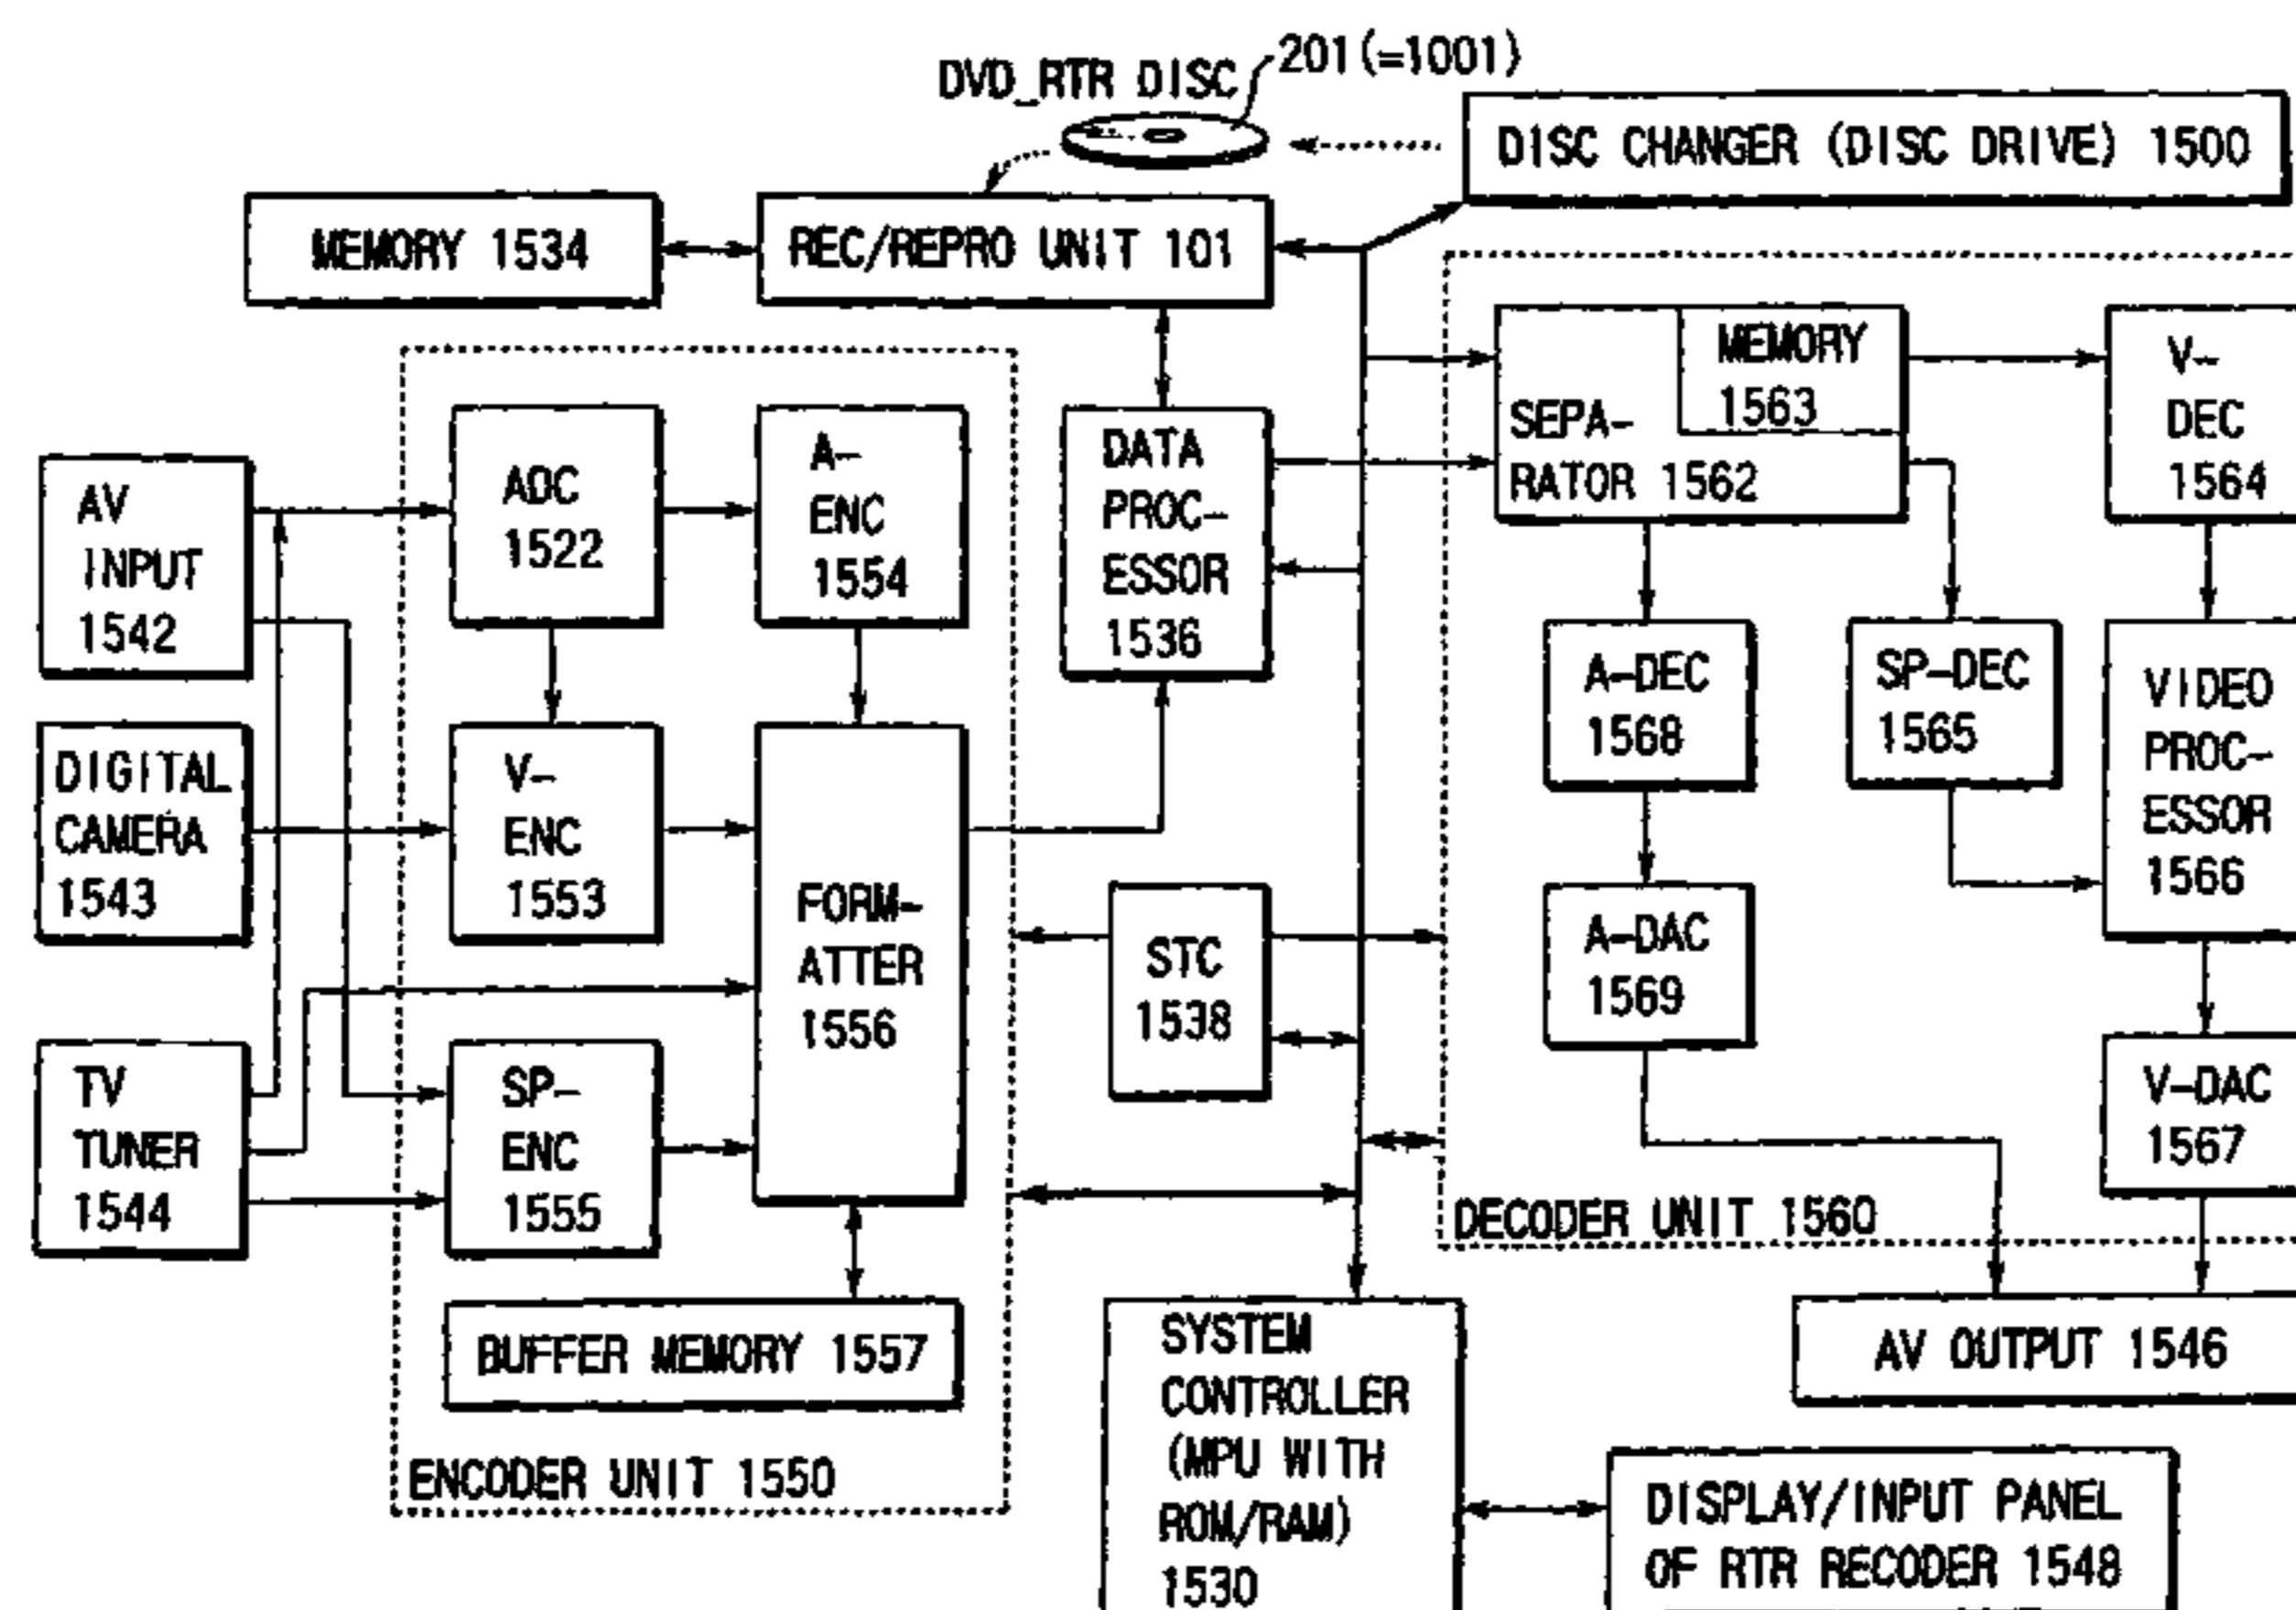 DVD_RTR DISC
201(=1001)
DISC CHANGER (DISC DRIVE) 1500
MEMORY 1534
REC/REPRO UNIT 101
AV
INPUT
1542
DIGITAL
CAMERA
1543
TV
TUNER
1544
ADC
1522
A-
ENC
1554
V-
ENC
1553
FORM-
ATTER
1556
SP-
ENC
1555
BUFFER MEMORY 1557
ENCODER UNIT 1550
DATA
PROC-
ESSOR
1536
STC
1538
SEPA-
RATOR 1562
MEMORY
1563
V-
DEC
1564
A-DEC
1568
SP-DEC
1565
VIDEO
PROC-
ESSOR
1566
A-DAC
1569
V-DAC
1567
DECODER UNIT 1560
AV OUTPUT 1546
SYSTEM
CONTROLLER
(MPU WITH
ROM/RAM)
1530
DISPLAY/INPUT PANEL
OF RTR RECODER 1548